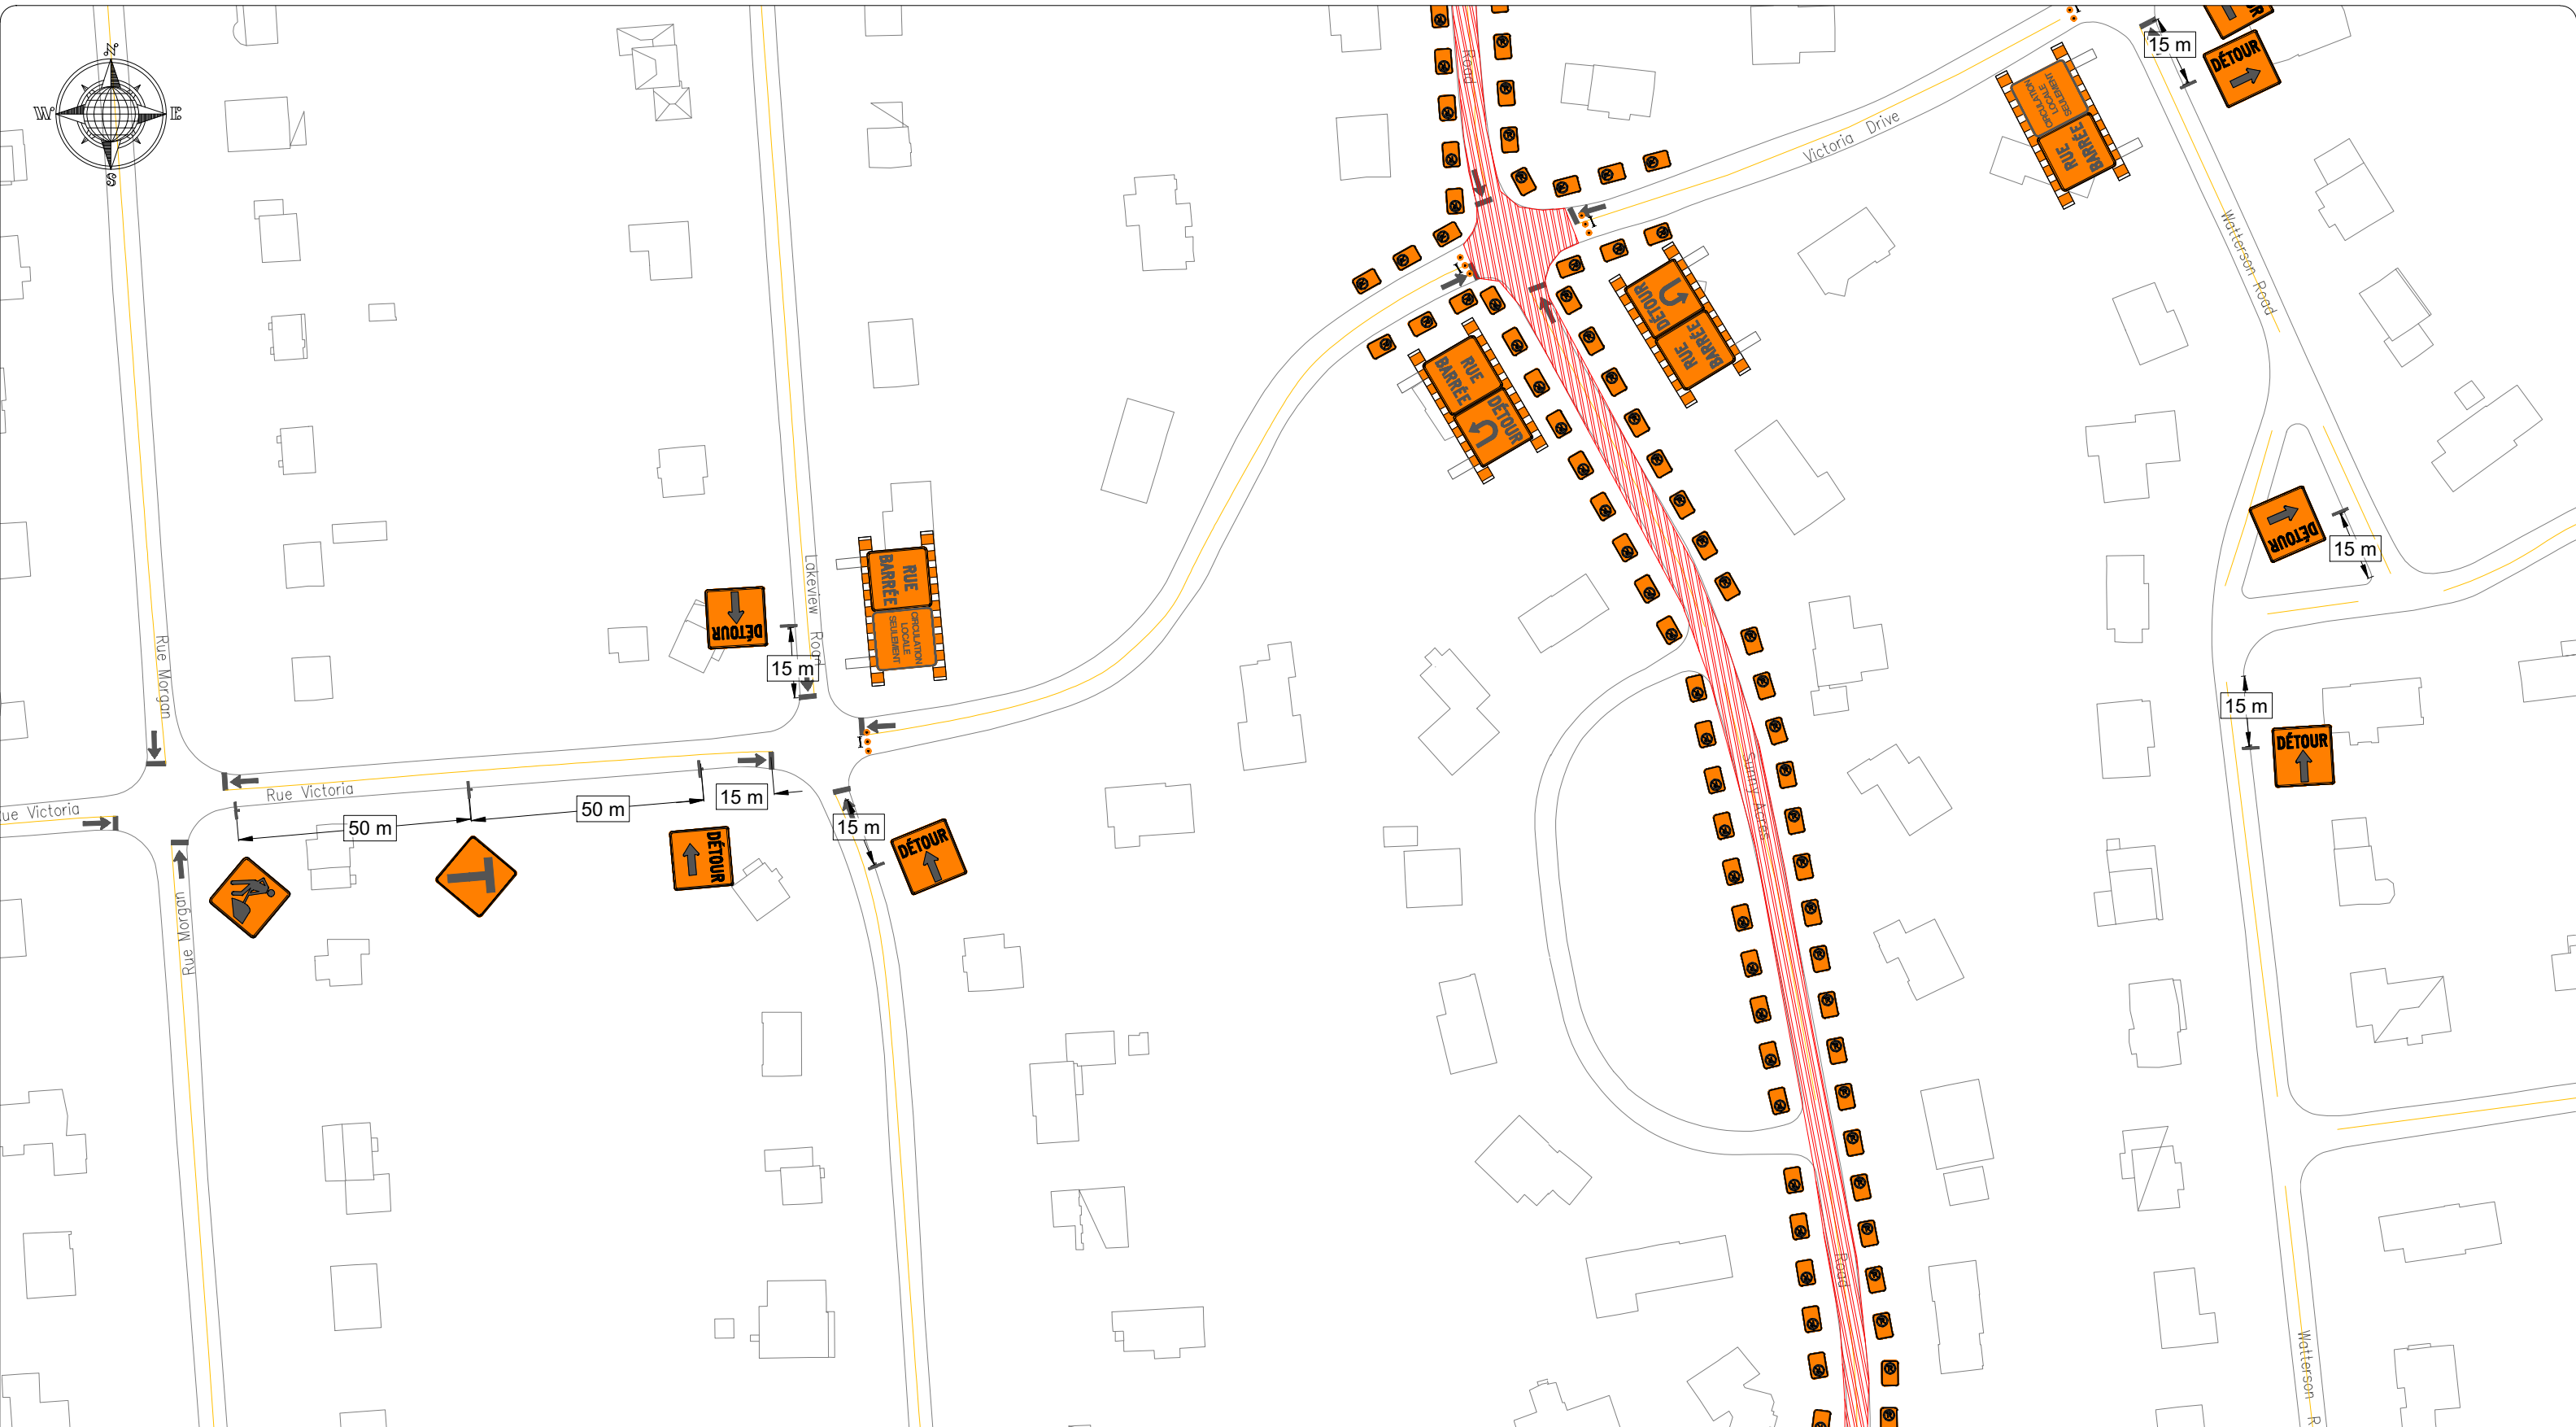 N
W E
S
Road
Victoria Drive
15 m
DÉTOUR
DÉTOUR
CIRCULATION
LOCALE
SEULEMENT
RUE
BARRÉE
Watterson Road
DÉTOUR
RUE
BARRÉE
RUE
BARRÉE
DÉTOUR
DÉTOUR
15 m
Lakeview Road
RUE
BARRÉE
CIRCULATION
LOCALE
SEULEMENT
DÉTOUR
15 m
Rue Morgan
15 m
DÉTOUR
Sunny Acres
Rue Victoria
ue Victoria
50 m
50 m
15 m
15 m
DÉTOUR
DÉTOUR
Rue Morgan
Road
Watterson R